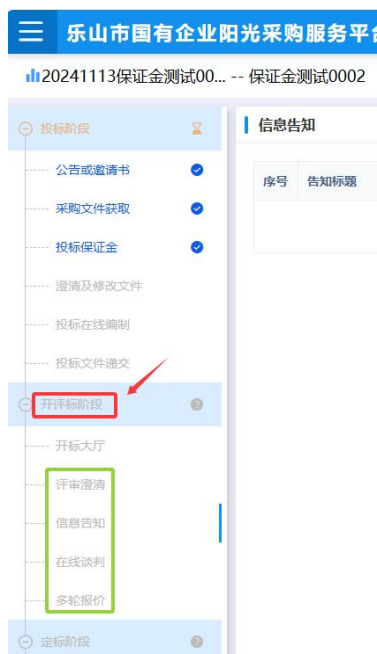 乐山市国有企业阳光采购服务平台
20241113保证金测试00... -- 保证金测试0002
投标阶段
信息告知
公告或邀请书
序号 告知标题
采购文件获取
投标保证金
澄清及修改文件
投标在线编制
投标文件递交
开评标阶段
开标大厅
评审澄清
信息告知
在线谈判
多轮报价
定标阶段